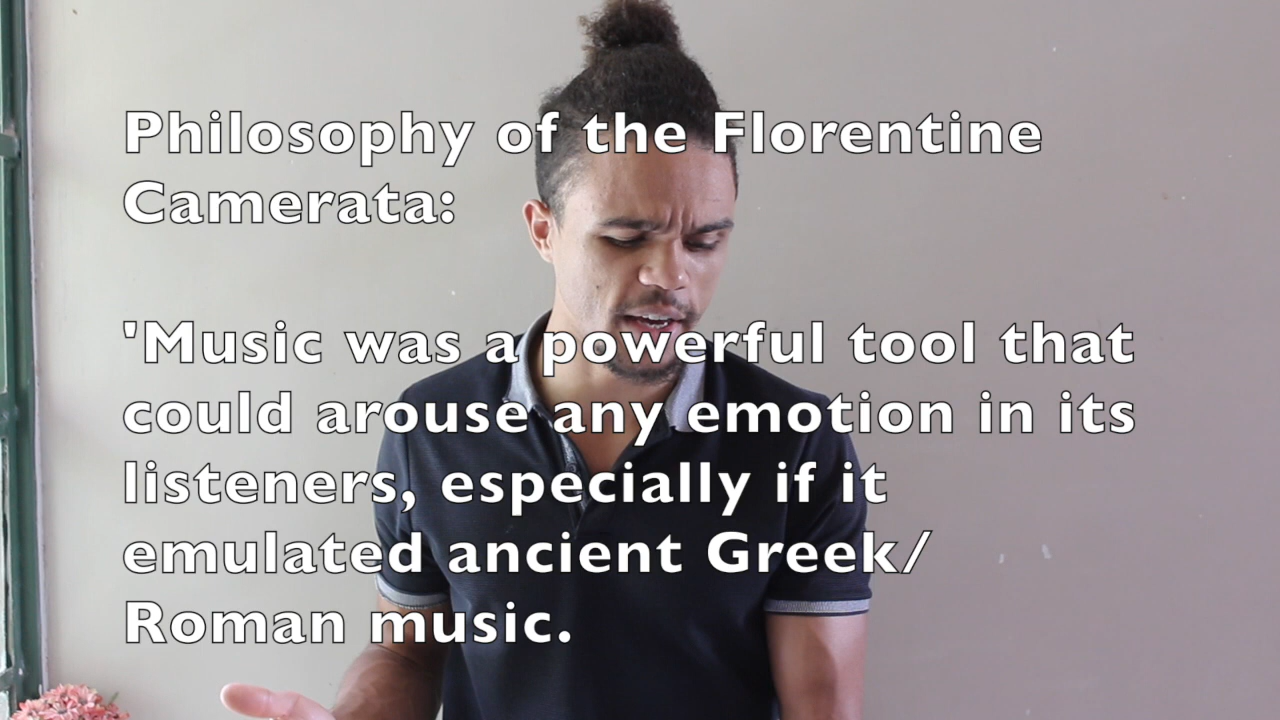 Philosophy of the Florentine
Camerata:
'Music was a powerful tool that
could arouse any emotion in its
listeners, especially if it
emulated ancient Greek/
Roman music.